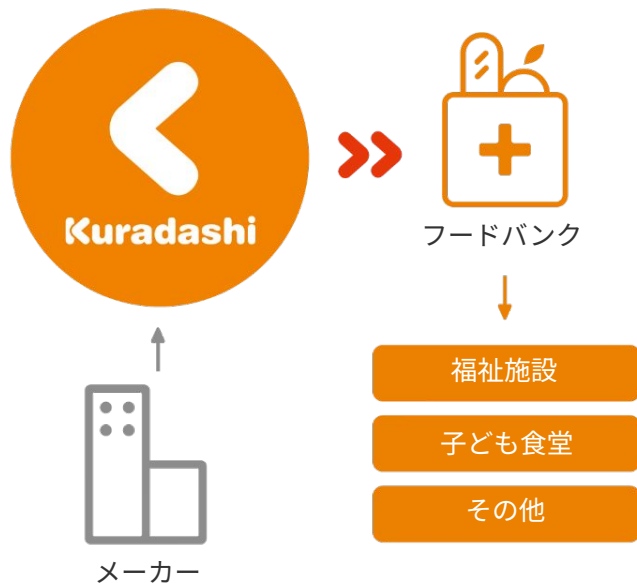 Kuradashi
フードバンク
福祉施設
子ども食堂
その他
メーカー